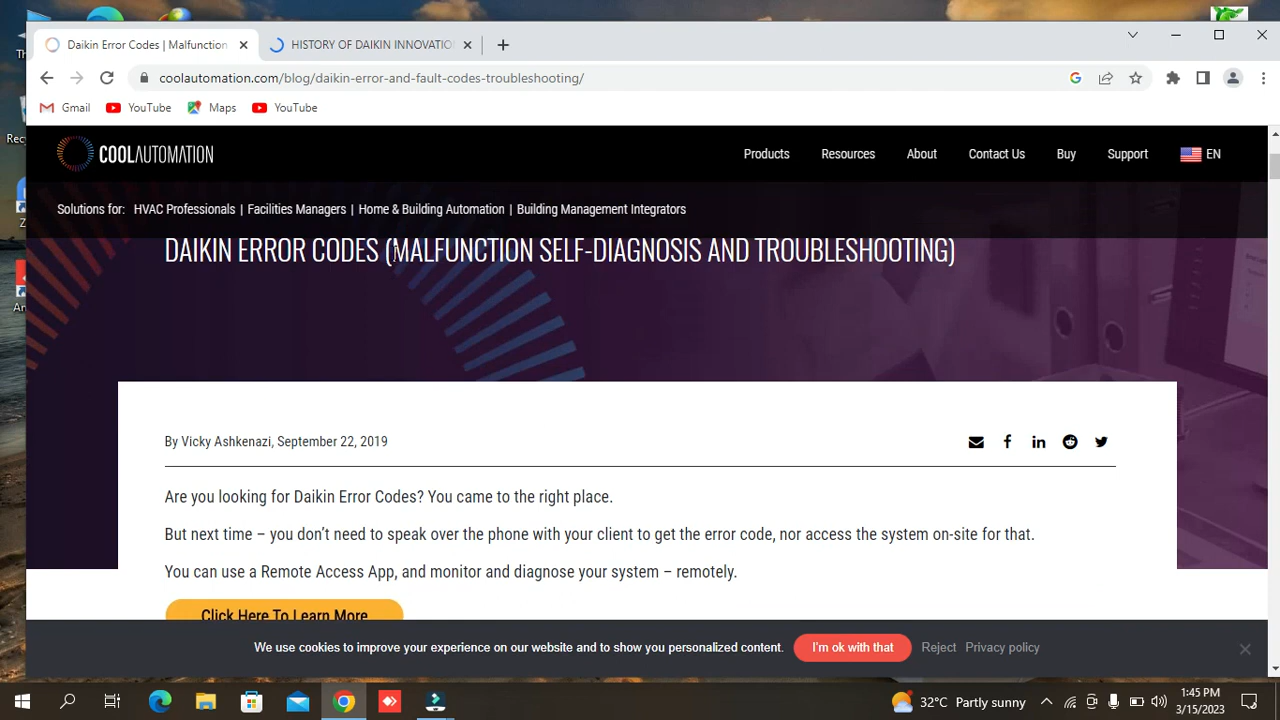 Daikin Error Codes | Malfunction
HISTORY OF DAIKIN INNOVATIO
coolautomation.com/blog/daikin-error-and-fault-codes-troubleshooting/
Gmail YouTube Maps YouTube
COOLAUTOMATION
Products Resources About Contact Us Buy Support EN
Solutions for: HVAC Professionals | Facilities Managers | Home & Building Automation | Building Management Integrators
DAIKIN ERROR CODES (MALFUNCTION SELF-DIAGNOSIS AND TROUBLESHOOTING)
By Vicky Ashkenazi, September 22, 2019
Are you looking for Daikin Error Codes? You came to the right place.
But next time – you don't need to speak over the phone with your client to get the error code, nor access the system on-site for that.
You can use a Remote Access App, and monitor and diagnose your system – remotely.
Click Here To Learn More
We use cookies to improve your experience on our website and to show you personalized content. I'm ok with that Reject Privacy policy
32°C Partly sunny
1:45 PM
3/15/2023